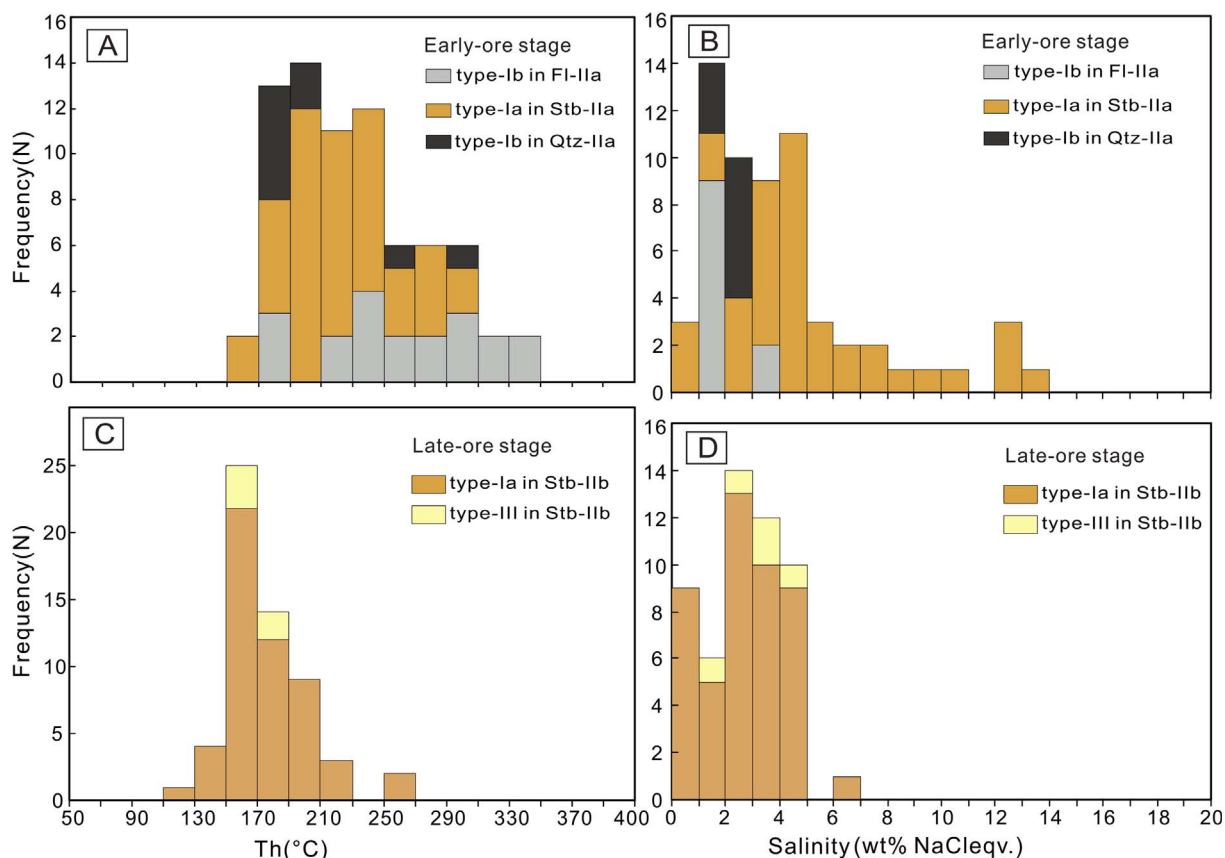 A
Early-ore stage
type-Ib in Fl-IIa
type-Ia in Stb-IIa
type-Ib in Qtz-IIa
Frequency(N)
16
14
12
10
8
6
4
2
0
B
Early-ore stage
type-Ib in Fl-IIa
type-Ia in Stb-IIa
type-Ib in Qtz-IIa
16
14
12
10
8
6
4
2
0
C
Late-ore stage
type-Ia in Stb-IIb
type-III in Stb-IIb
Frequency(N)
25
20
15
10
5
0
50 90 130 170 210 250 290 330 360 400
Th(°C)
D
Late-ore stage
type-Ia in Stb-IIb
type-III in Stb-IIb
16
14
12
10
8
6
4
2
0
0 2 4 6 8 10 12 14 16 18 20
Salinity(wt% NaCleqv.)